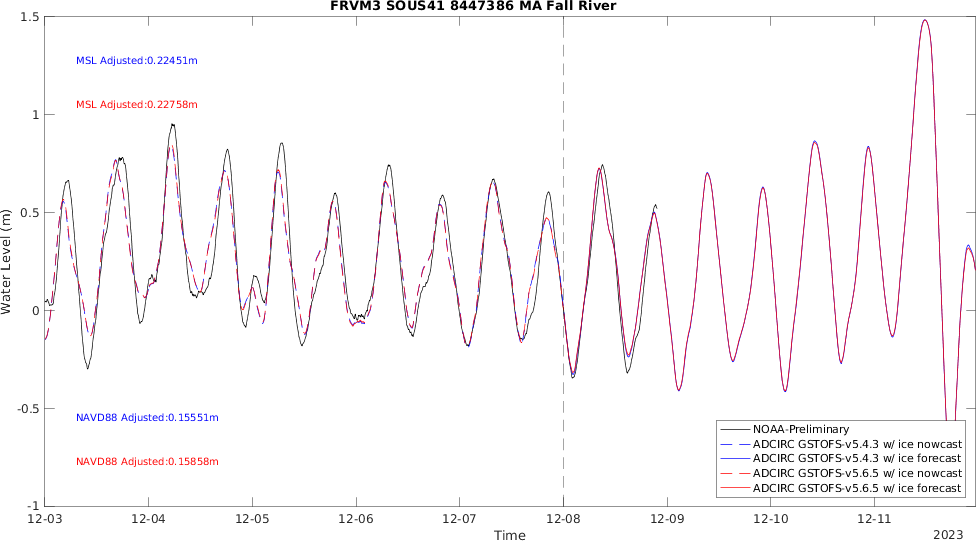 FRVM3 SOUS41 8447386 MA Fall River
1.5
MSL Adjusted:0.22451m
MSL Adjusted:0.22758m
1
0.5
Water Level (m)
0
-0.5
NAVD88 Adjusted:0.15551m
NAVD88 Adjusted:0.15858m
NOAA-Preliminary
ADCIRC GSTOFS-v5.4.3 w/ ice nowcast
ADCIRC GSTOFS-v5.4.3 w/ ice forecast
ADCIRC GSTOFS-v5.6.5 w/ ice nowcast
ADCIRC GSTOFS-v5.6.5 w/ ice forecast
-1
12-03 12-04 12-05 12-06 12-07 12-08 12-09 12-10 12-11
Time
2023